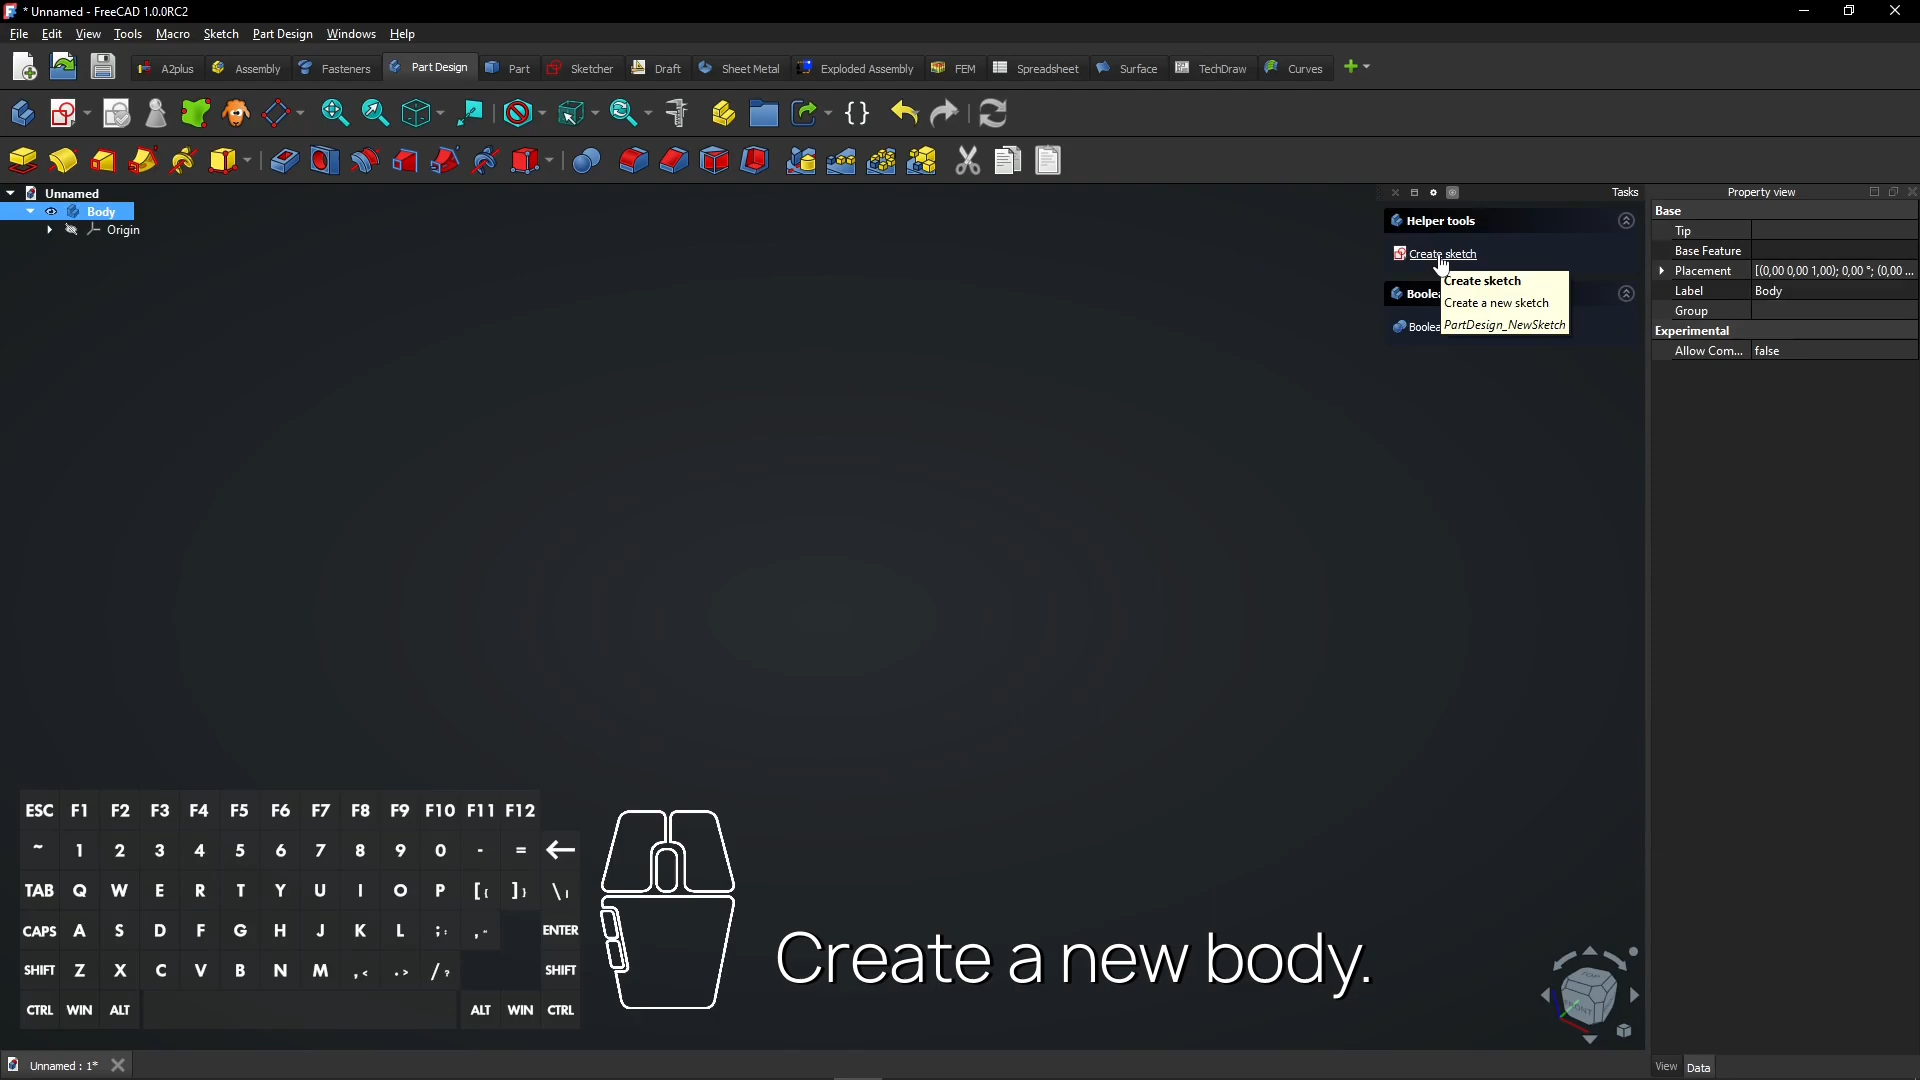 * Unnamed - FreeCAD 1.0.0RC2
File Edit View Tools Macro Sketch Part Design Windows Help
A2plus Assembly Fasteners Part Design Part Sketcher Draft Sheet Metal Exploded Assembly FEM Spreadsheet Surface TechDraw Curves
Unnamed
Body
Origin
Tasks
Helper tools
Create sketch
Create sketch
Create a new sketch
PartDesign_NewSketch
Boolea
Boolea
Property view
Base
Tip
Base Feature
Placement [(0,00 0,00 1,00); 0,00 °; (0,00 ...
Label Body
Group
Experimental
Allow Com... false
ESC F1 F2 F3 F4 F5 F6 F7 F8 F9 F10 F11 F12
~ 1 2 3 4 5 6 7 8 9 0 - =
TAB Q W E R T Y U I O P [{ ]} \|
CAPS A S D F G H J K L ;: ," ENTER
SHIFT Z X C V B N M ,< .> /? SHIFT
CTRL WIN ALT ALT WIN CTRL
Create a new body.
Unnamed : 1*
View Data